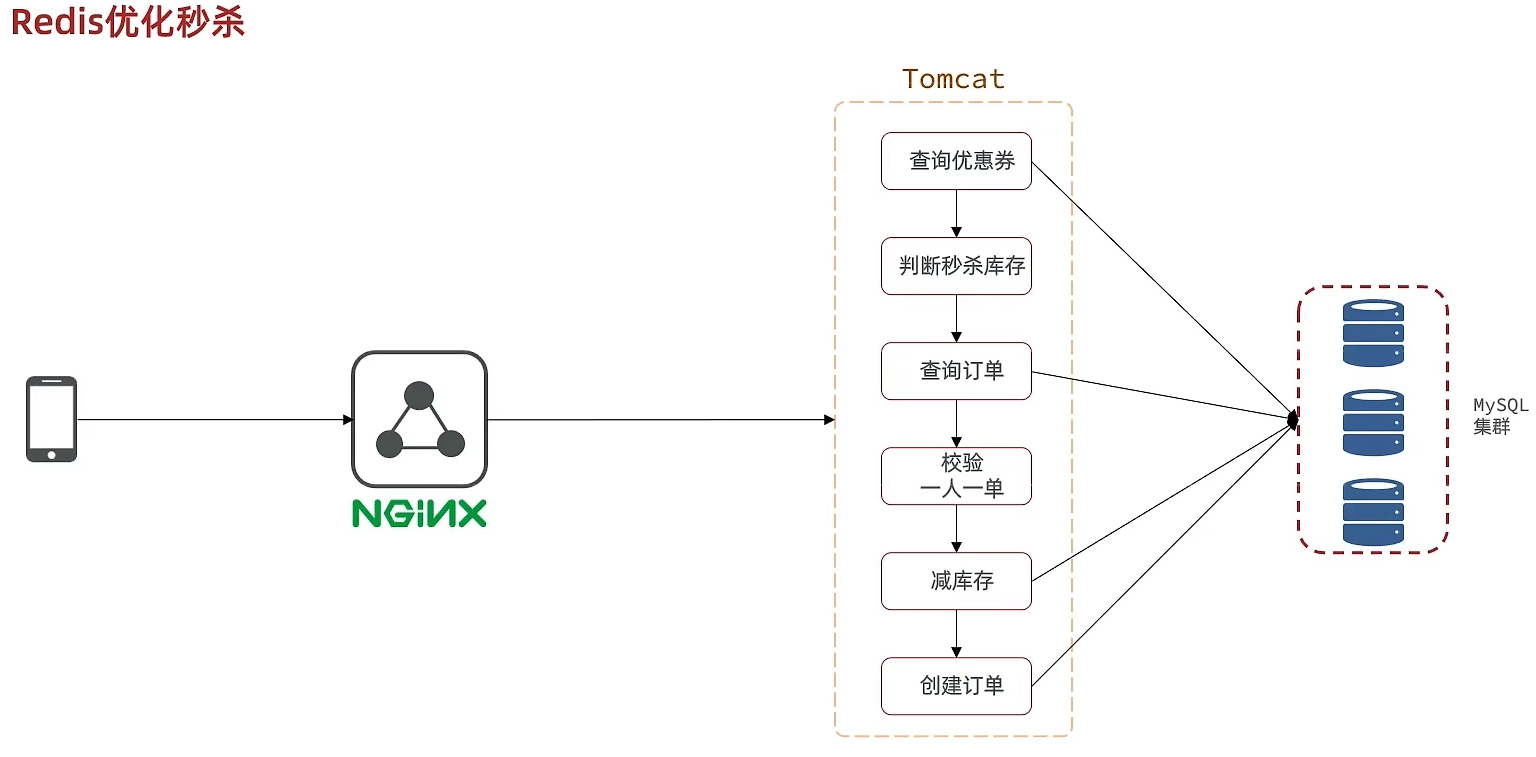 Redis优化秒杀
Tomcat
查询优惠券
判断秒杀库存
查询订单
校验
一人一单
减库存
创建订单
NGiNX
MySQL
集群